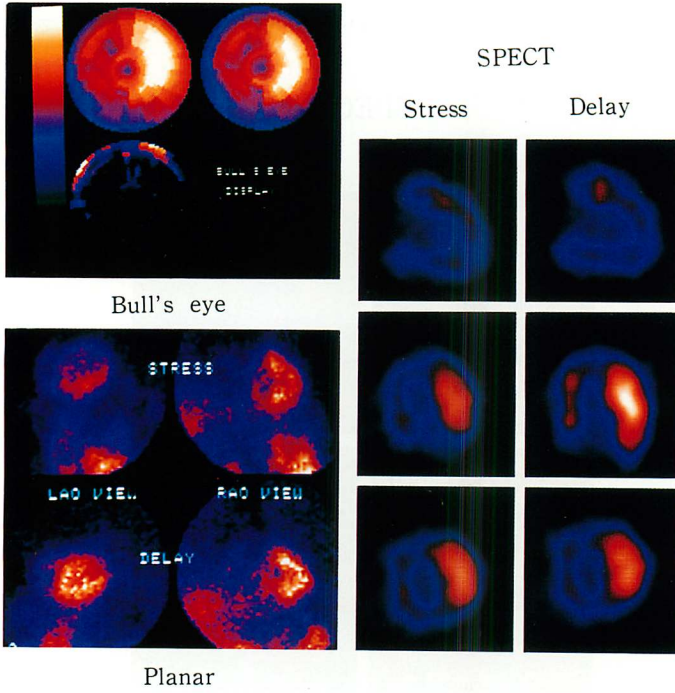 SPECT
Stress Delay
Bull's eye
STRESS
LAO VIEW RAO VIEW
DELAY
Planar